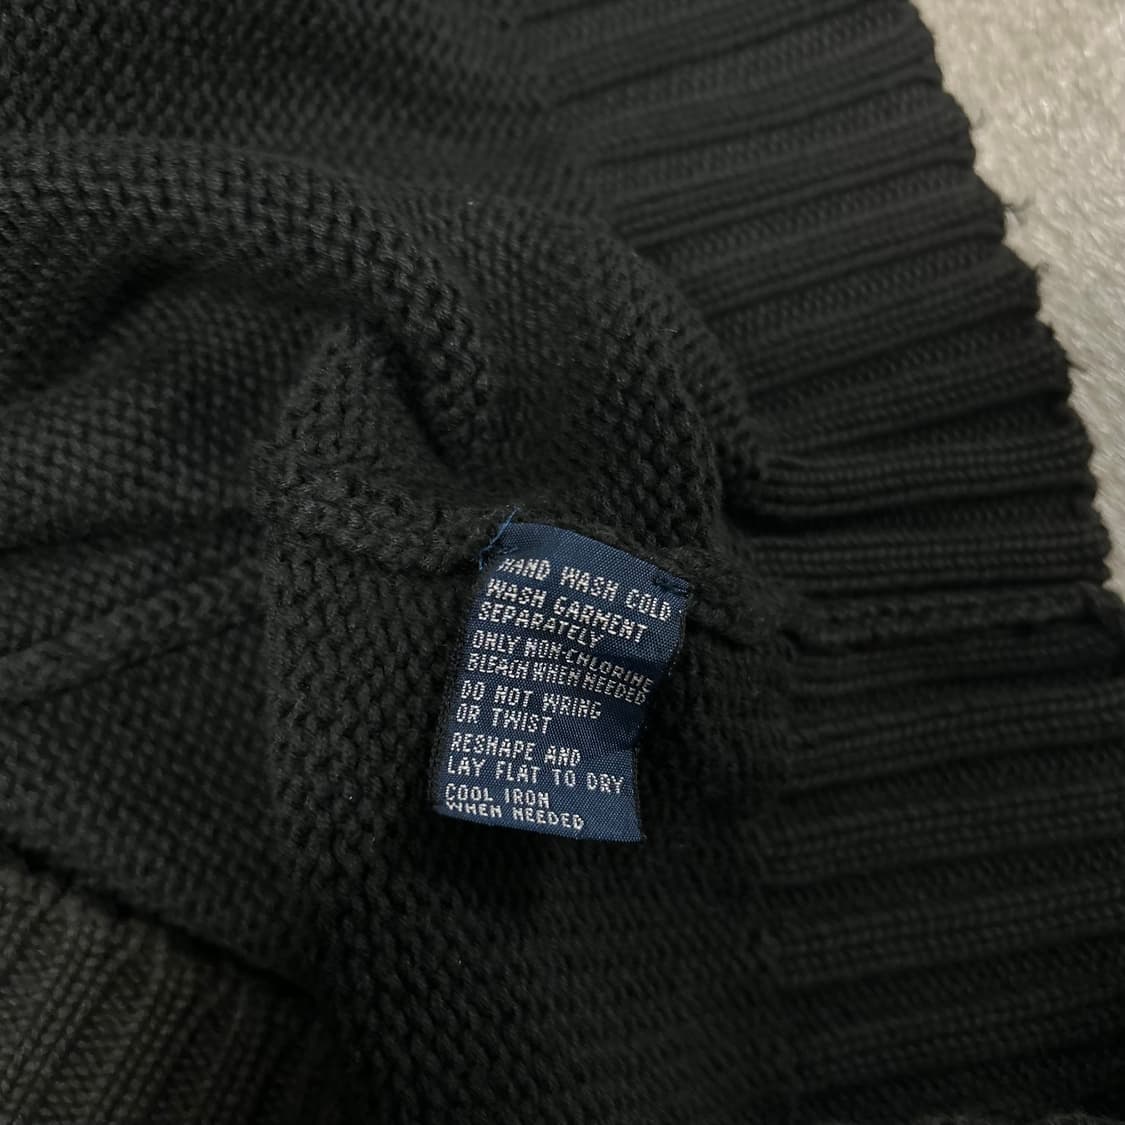 HAND WASH COLD
WASH GARMENT
SEPARATELY
ONLY NON-CHLORINE
BLEACH WHEN NEEDED
DO NOT WRING
OR TWIST
RESHAPE AND
LAY FLAT TO DRY
COOL IRON
WHEN NEEDED